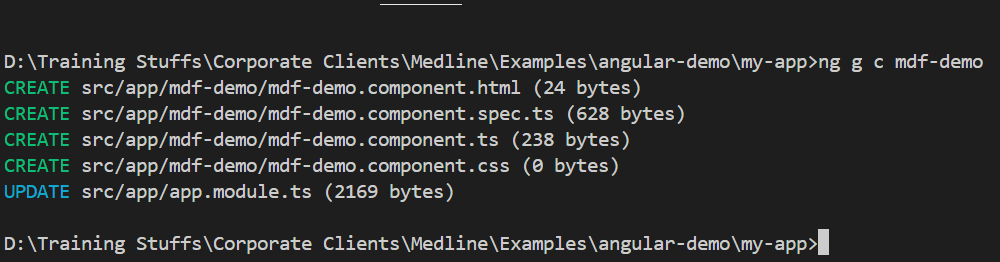 D:\Training Stuffs\Corporate Clients\Medline\Examples\angular-demo\my-app>ng g c mdf-demo
CREATE src/app/mdf-demo/mdf-demo.component.html (24 bytes)
CREATE src/app/mdf-demo/mdf-demo.component.spec.ts (628 bytes)
CREATE src/app/mdf-demo/mdf-demo.component.ts (238 bytes)
CREATE src/app/mdf-demo/mdf-demo.component.css (0 bytes)
UPDATE src/app/app.module.ts (2169 bytes)
D:\Training Stuffs\Corporate Clients\Medline\Examples\angular-demo\my-app>